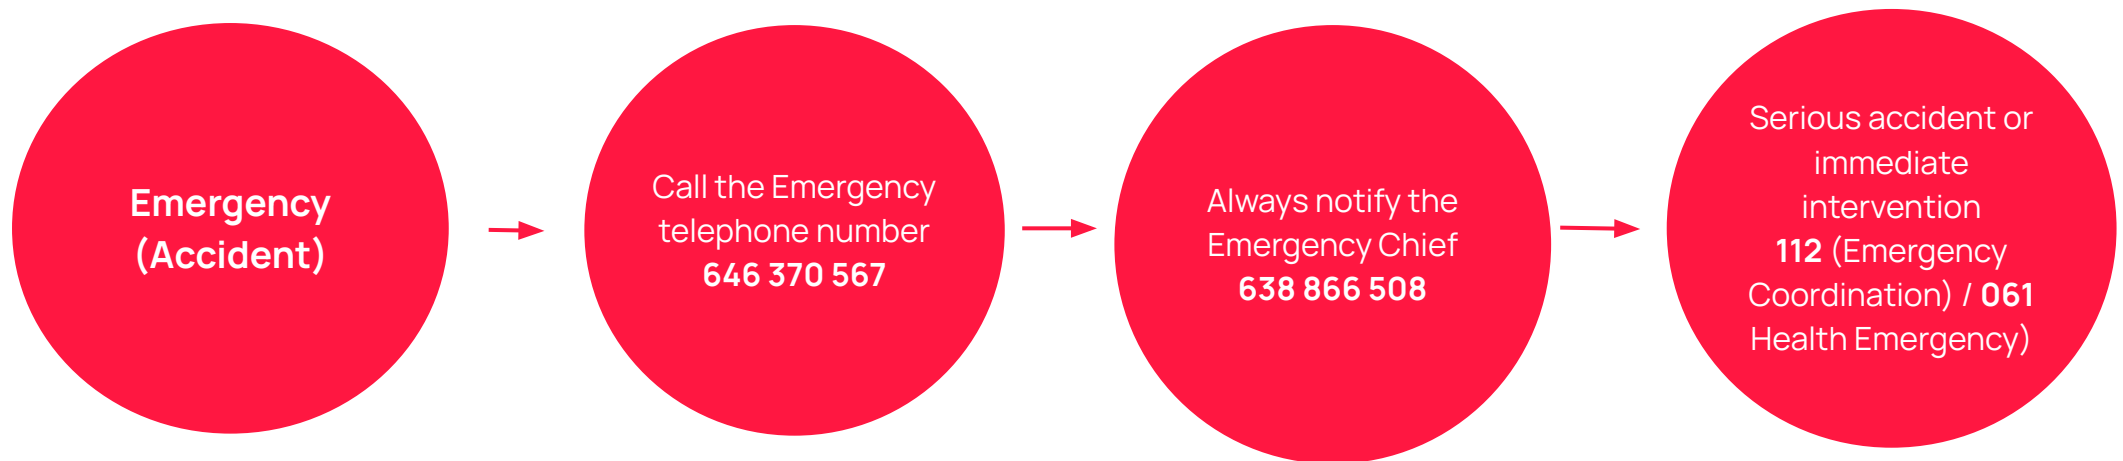 Emergency
(Accident)
Call the Emergency
telephone number
646 370 567
Always notify the
Emergency Chief
638 866 508
Serious accident or
immediate
intervention
112 (Emergency
Coordination) / 061
Health Emergency)